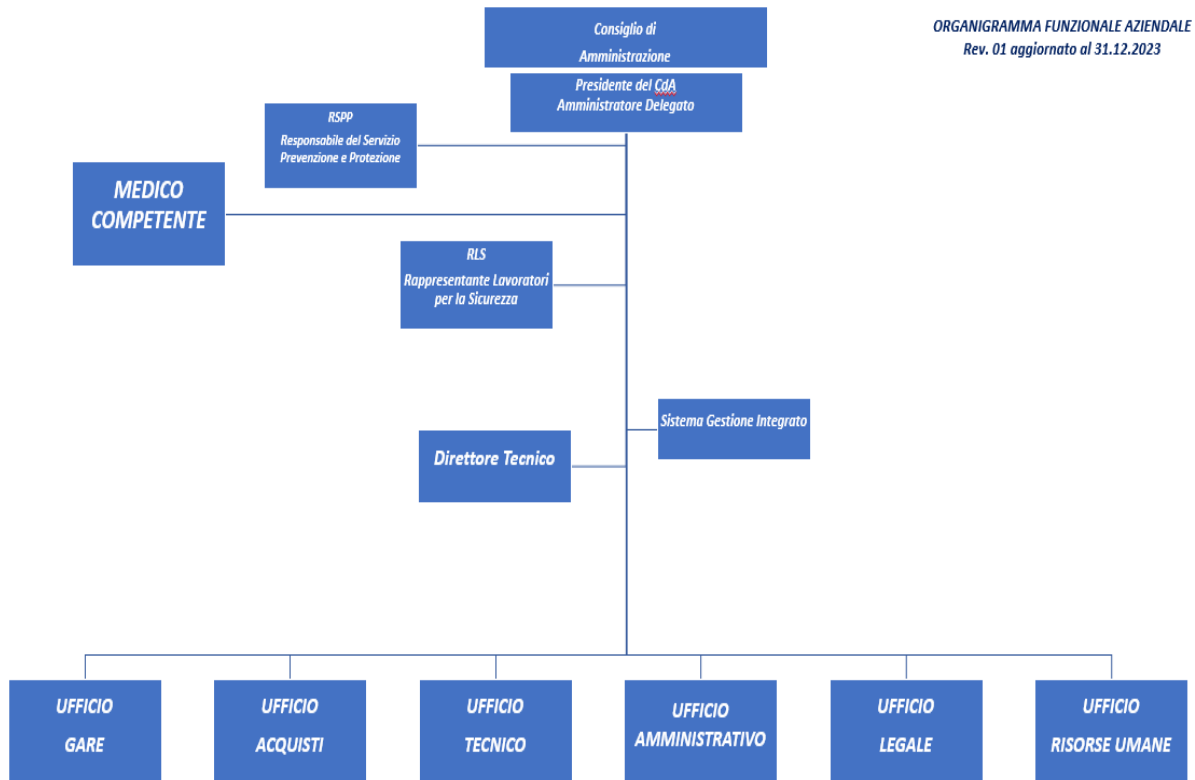 Consiglio di
Amministrazione
ORGANIGRAMMA FUNZIONALE AZIENDALE
Rev. 01 aggiornato al 31.12.2023
Presidente del CdA
Amministratore Delegato
RSPP
Responsabile del Servizio
Prevenzione e Protezione
MEDICO
COMPETENTE
RLS
Rappresentante Lavoratori
per la Sicurezza
Sistema Gestione Integrato
Direttore Tecnico
UFFICIO
GARE
UFFICIO
ACQUISTI
UFFICIO
TECNICO
UFFICIO
AMMINISTRATIVO
UFFICIO
LEGALE
UFFICIO
RISORSE UMANE